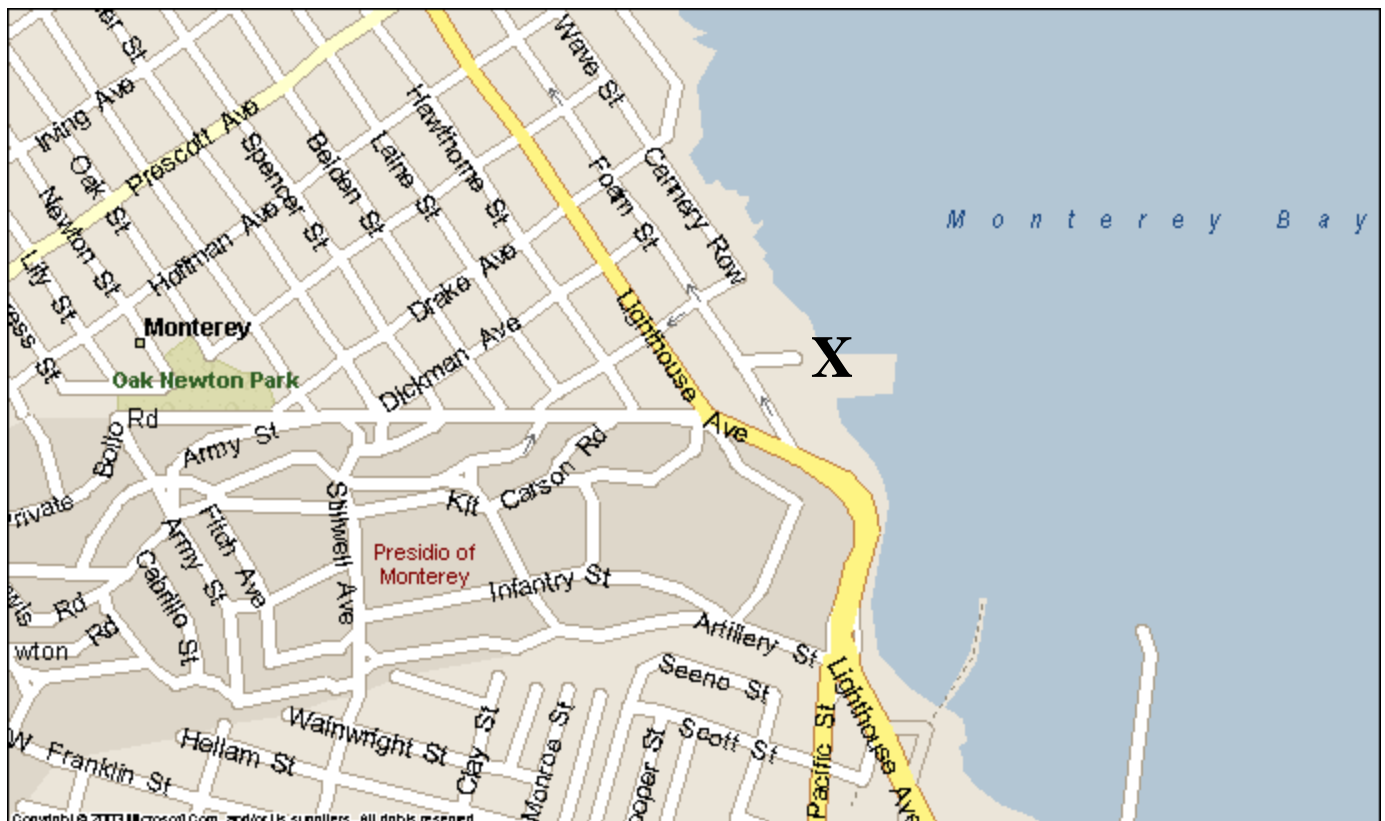 Wave St
Irving Ave
Prescott Ave
Hawthorne St
Spencer St
Belden St
Laine St
Foam St
Cannery Row
Oak St
Newton St
Lily St
Hoffman Ave
Monterey Bay
Drake Ave
Lighthouse Ave
Monterey
X
Dickman Ave
Oak Newton Park
Bolio Rd
Army St
Kit Carson Rd
Private
Stilwell Ave
Fitch Ave
Army St
Presidio of
Monterey
Cabrillo St
Infantry St
Rd
Rd
wton
Artillery St
Seeno St
Lighthouse Ave
Wainwright St
Clay St
Monroe St
Scott St
Pacific St
Hellam St
W Franklin St
ooper St